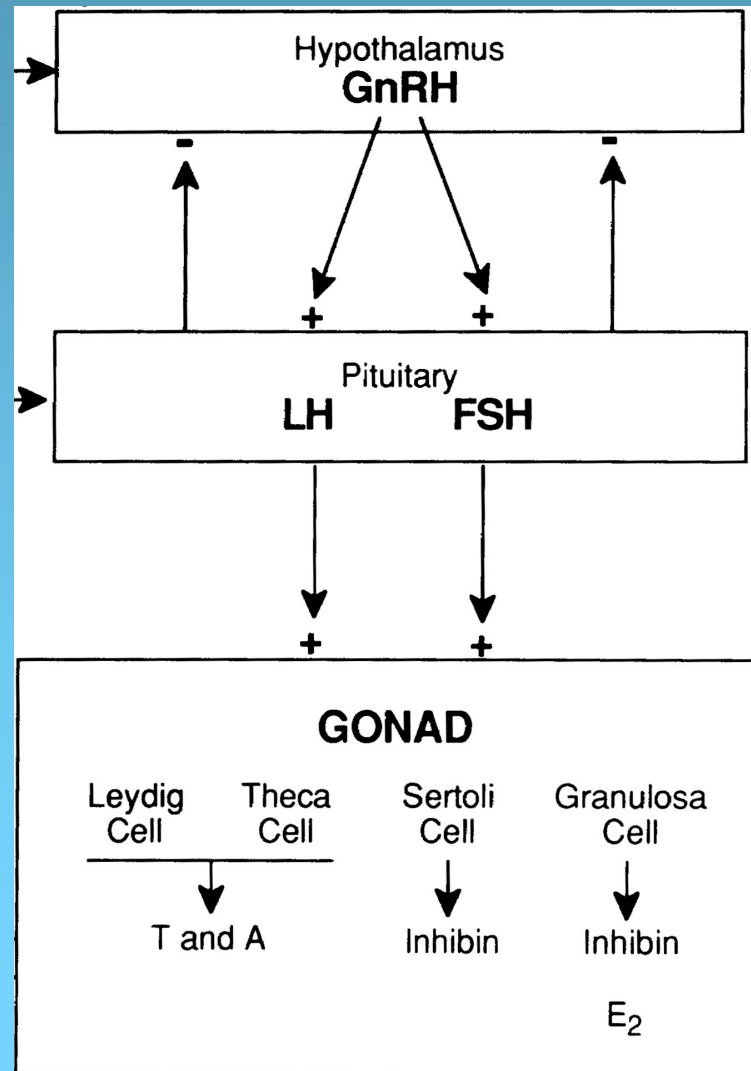 Hypothalamus
GnRH
- -
+ +
Pituitary
LH FSH
+ +
GONAD
Leydig Theca Sertoli Granulosa
Cell Cell Cell Cell
T and A Inhibin Inhibin
E₂